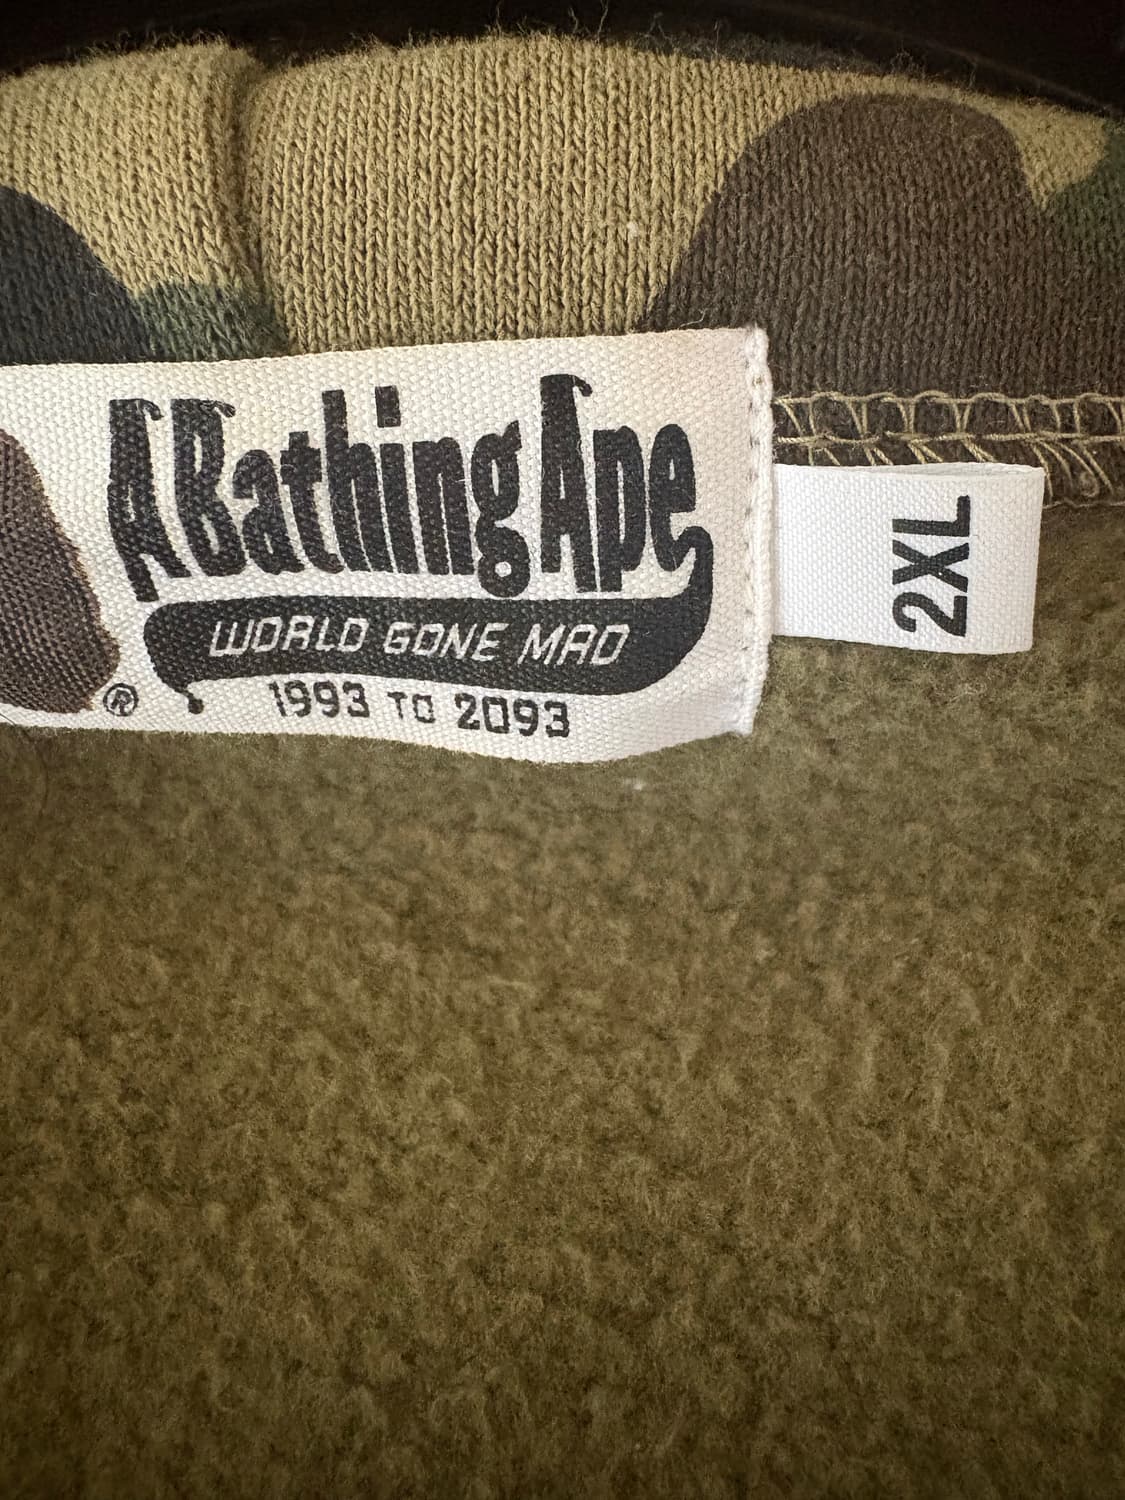 A Bathing Ape
WORLD GONE MAD
1993 TO 2093
®
2XL